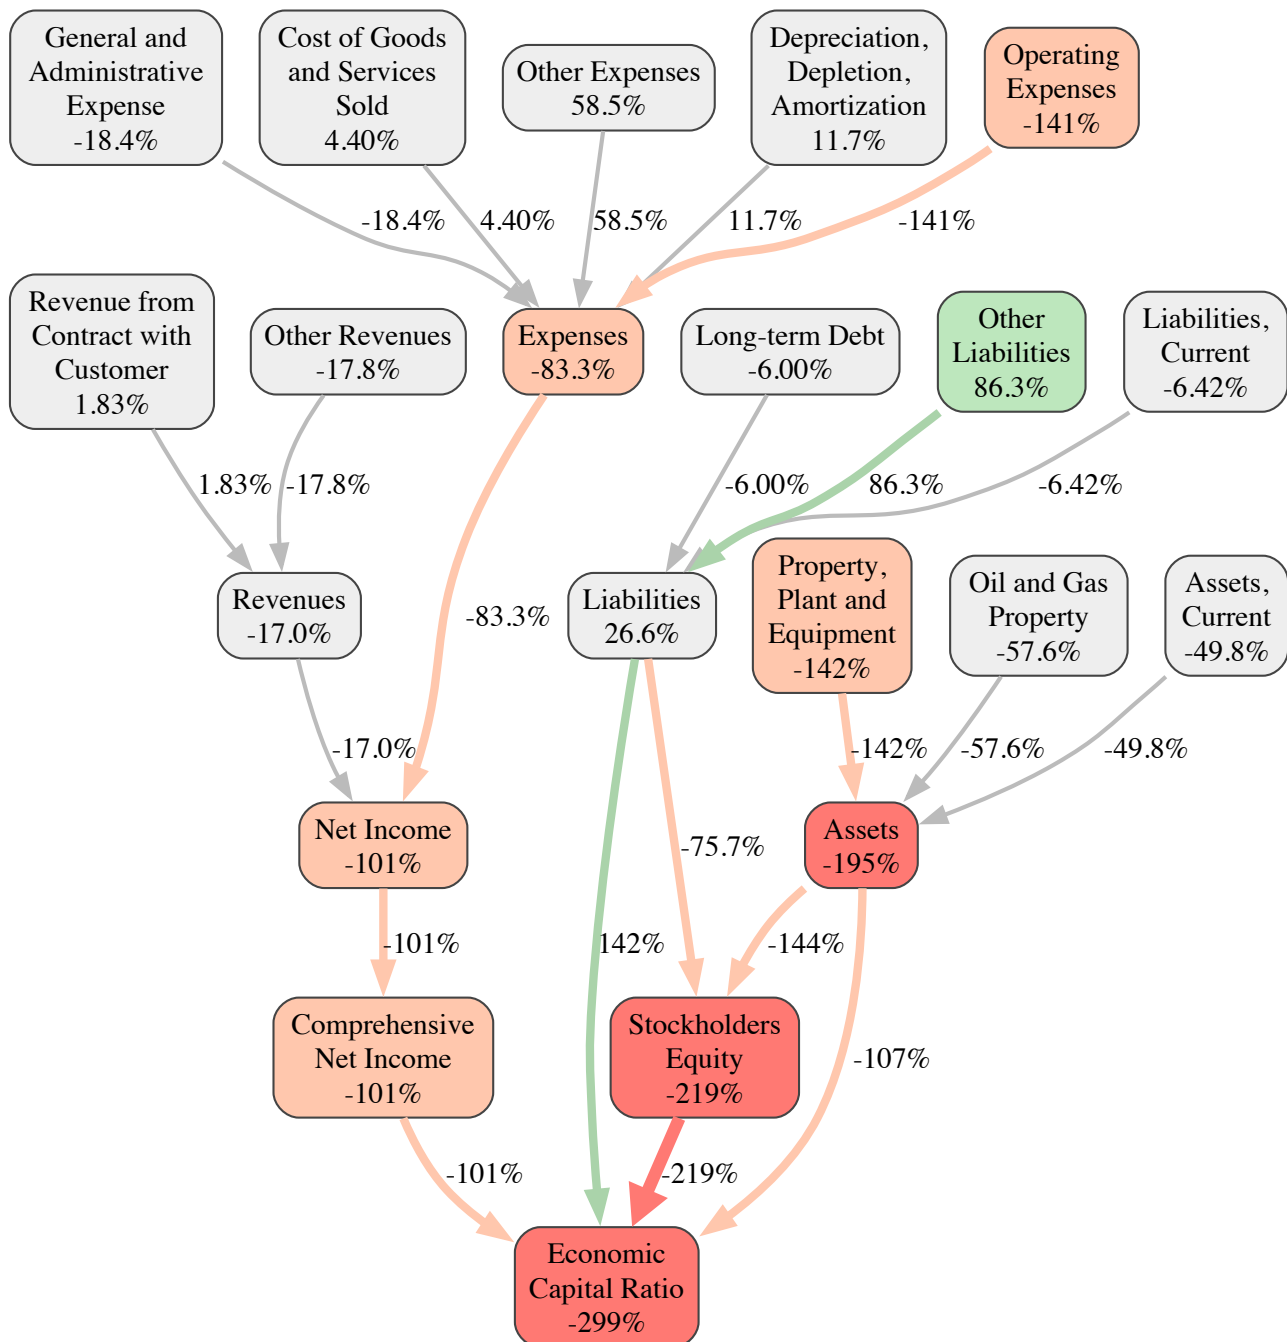 General and
Administrative
Expense
-18.4%
Cost of Goods
and Services
Sold
4.40%
Other Expenses
58.5%
Depreciation,
Depletion,
Amortization
11.7%
Operating
Expenses
-141%
-18.4%
4.40%
58.5%
11.7%
-141%
Revenue from
Contract with
Customer
1.83%
Other Revenues
-17.8%
Expenses
-83.3%
Long-term Debt
-6.00%
Other
Liabilities
86.3%
Liabilities,
Current
-6.42%
1.83%
-17.8%
-6.00%
86.3%
-6.42%
Revenues
-17.0%
-83.3%
Liabilities
26.6%
Property,
Plant and
Equipment
-142%
Oil and Gas
Property
-57.6%
Assets,
Current
-49.8%
-17.0%
-142%
-57.6%
-49.8%
Net Income
-101%
-75.7%
Assets
-195%
-101%
142%
-144%
Comprehensive
Net Income
-101%
Stockholders
Equity
-219%
-107%
-101%
-219%
Economic
Capital Ratio
-299%